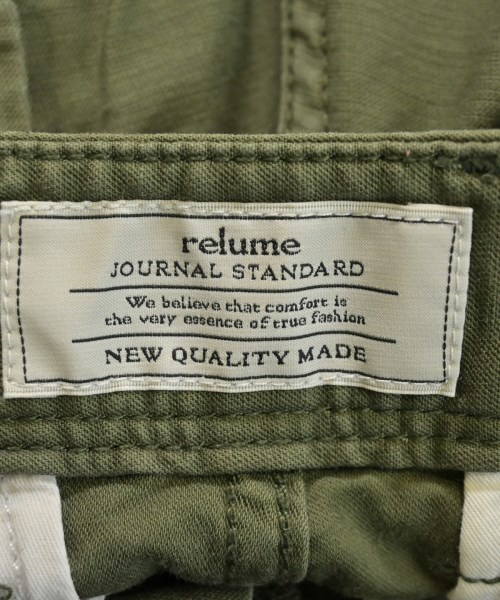 relume
JOURNAL STANDARD
We believe that comfort is
the very essence of true fashion
NEW QUALITY MADE